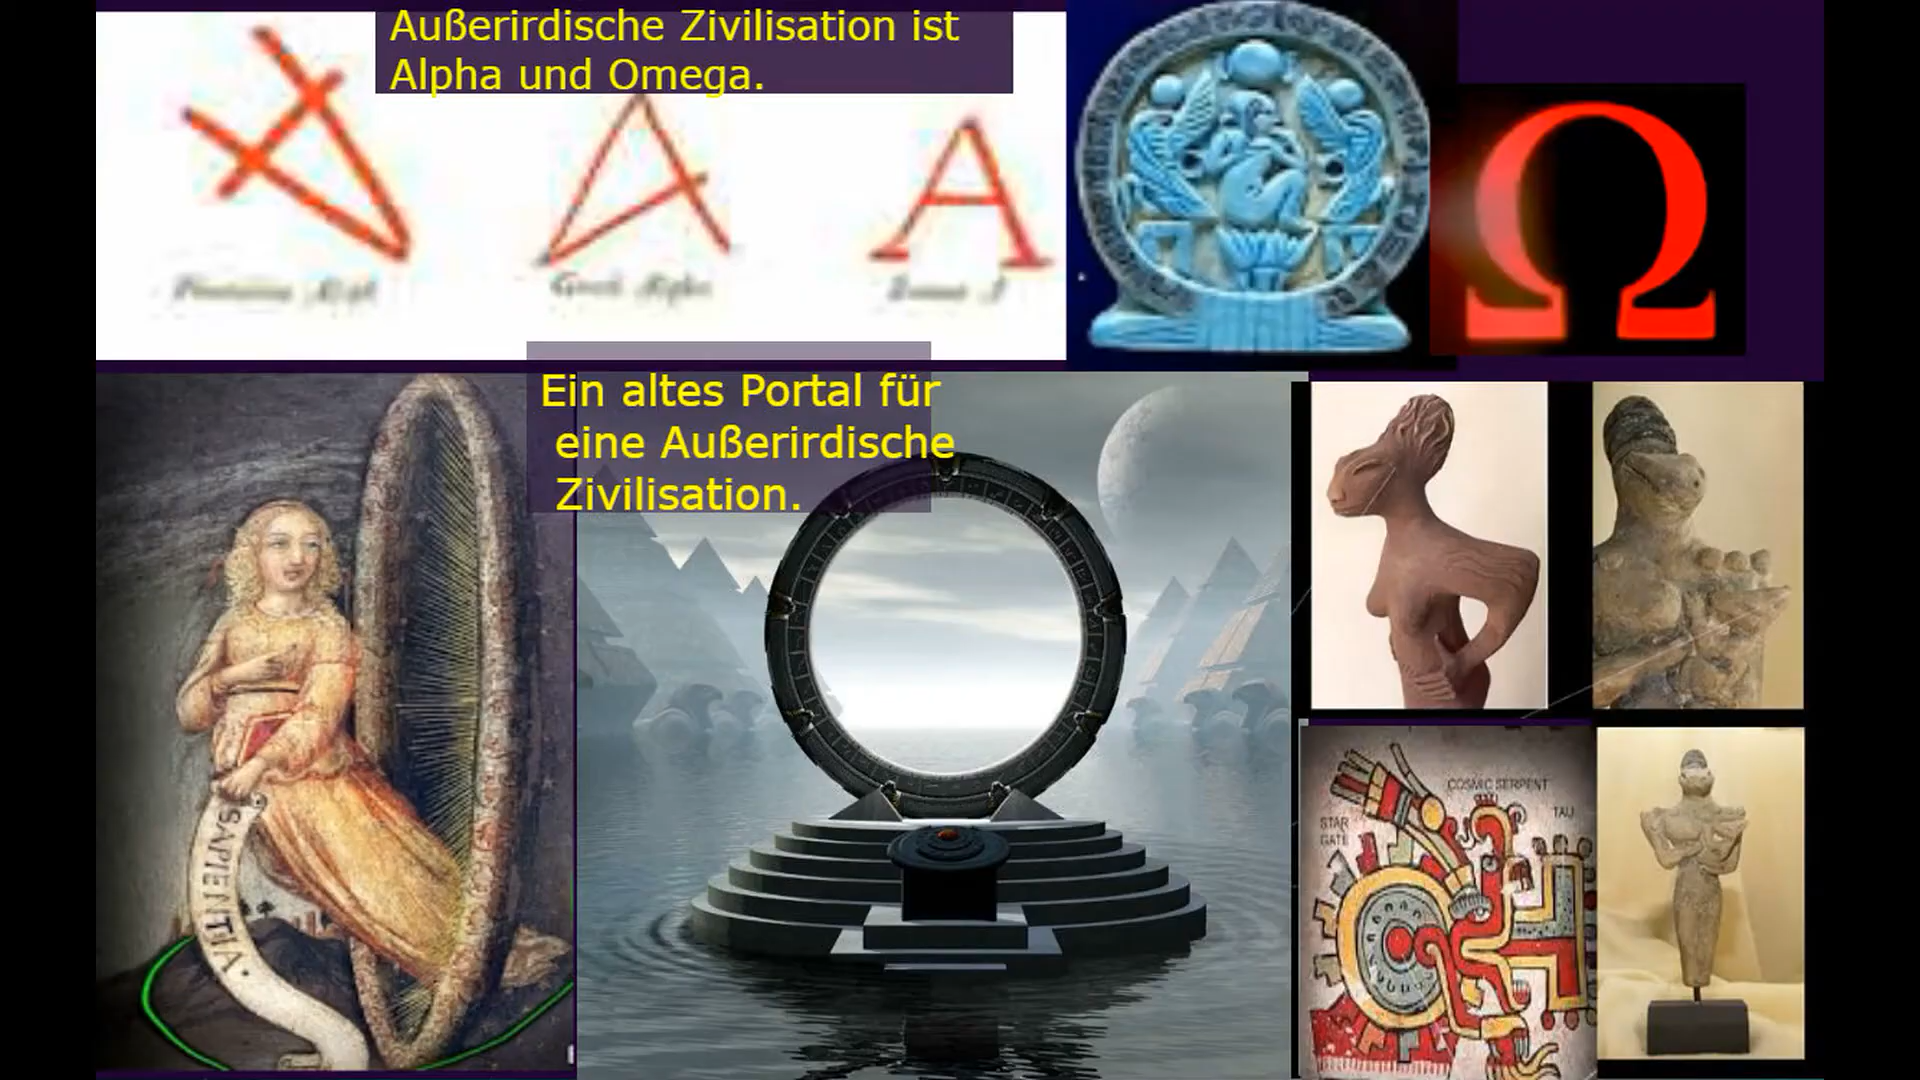 Außerirdische Zivilisation ist
Alpha und Omega.
A
Ω
Ein altes Portal für
eine Außerirdische
Zivilisation.
SAPIENTIA
COSMIC SERPENT
TAU
STAR
GATE